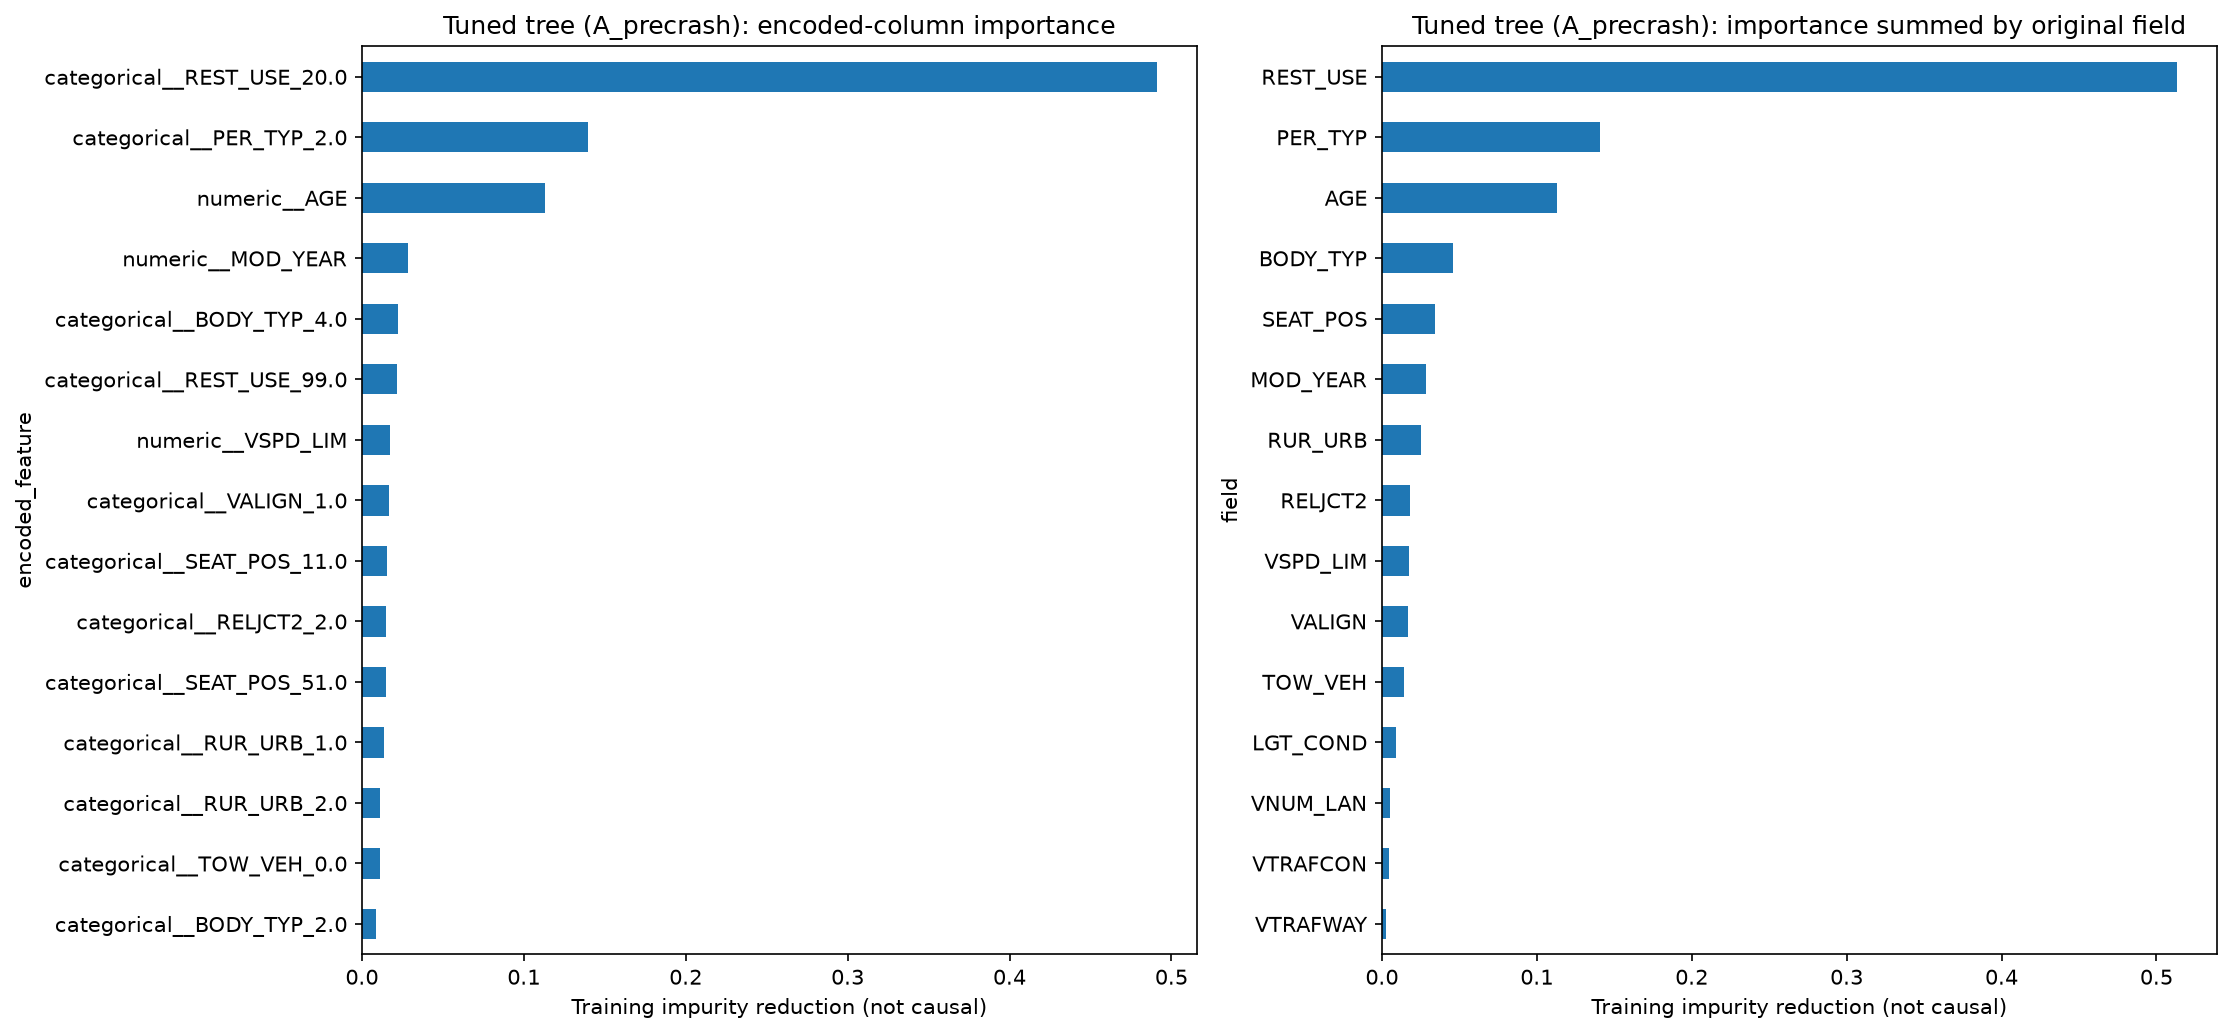 Tuned tree (A_precrash): encoded-column importance
encoded_feature
categorical__REST_USE_20.0
categorical__PER_TYP_2.0
numeric__AGE
numeric__MOD_YEAR
categorical__BODY_TYP_4.0
categorical__REST_USE_99.0
numeric__VSPD_LIM
categorical__VALIGN_1.0
categorical__SEAT_POS_11.0
categorical__RELJCT2_2.0
categorical__SEAT_POS_51.0
categorical__RUR_URB_1.0
categorical__RUR_URB_2.0
categorical__TOW_VEH_0.0
categorical__BODY_TYP_2.0
0.0 0.1 0.2 0.3 0.4 0.5
Training impurity reduction (not causal)
Tuned tree (A_precrash): importance summed by original field
field
REST_USE
PER_TYP
AGE
BODY_TYP
SEAT_POS
MOD_YEAR
RUR_URB
RELJCT2
VSPD_LIM
VALIGN
TOW_VEH
LGT_COND
VNUM_LAN
VTRAFCON
VTRAFWAY
0.0 0.1 0.2 0.3 0.4 0.5
Training impurity reduction (not causal)